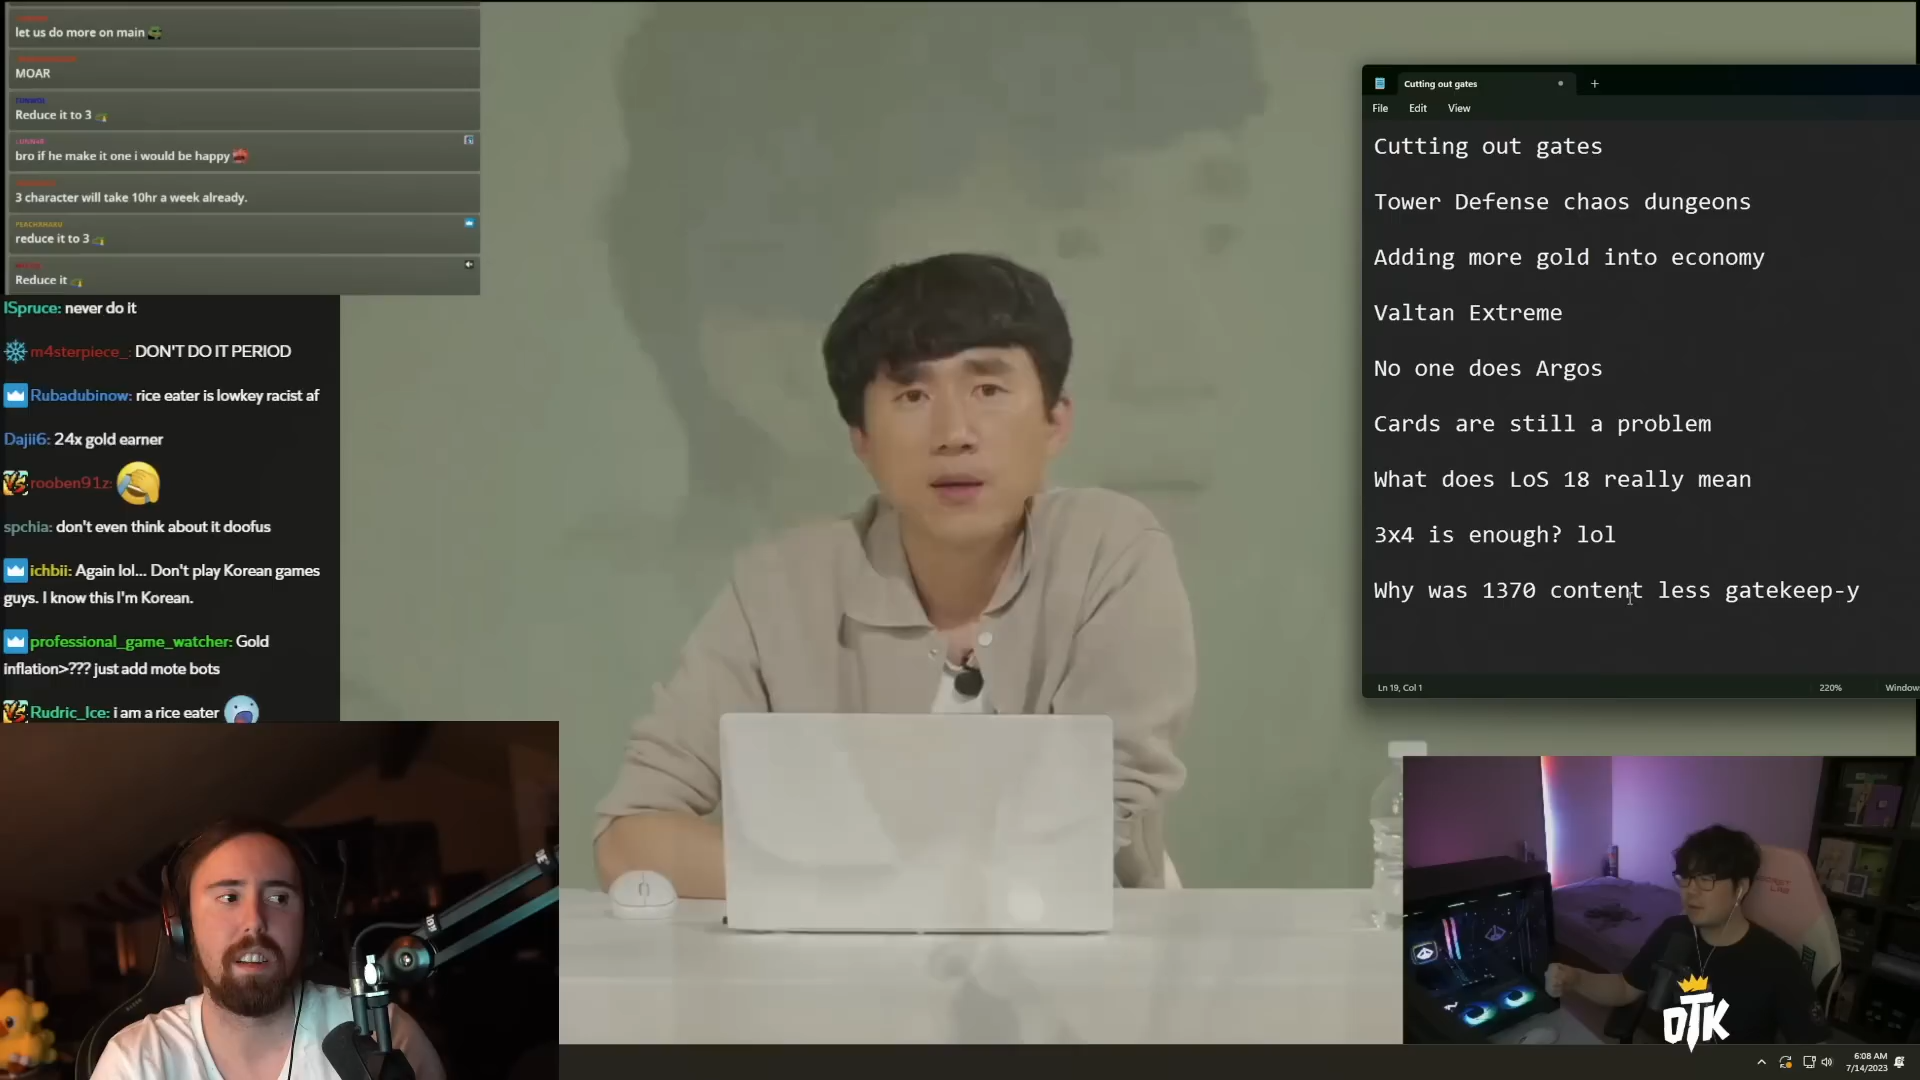 let us do more on main
MOAR
Reduce it to 3
bro if he make it one i would be happy
3 character will take 10hr a week already.
reduce it to 3
Reduce it
ISpruce: never do it
m4sterpiece_: DON'T DO IT PERIOD
Rubadubinow: rice eater is lowkey racist af
Dajii6: 24x gold earner
rooben91z:
spchia: don't even think about it doofus
ichbii: Again lol... Don't play Korean games
guys. I know this I'm Korean.
professional_game_watcher: Gold
inflation>??? just add mote bots
Rudric_Ice: i am a rice eater
Cutting out gates
File Edit View
Cutting out gates
Tower Defense chaos dungeons
Adding more gold into economy
Valtan Extreme
No one does Argos
Cards are still a problem
What does LoS 18 really mean
3x4 is enough? lol
Why was 1370 content less gatekeep-y
Ln 19, Col 1
220%
Window
OTK
6:08 AM
7/14/2023